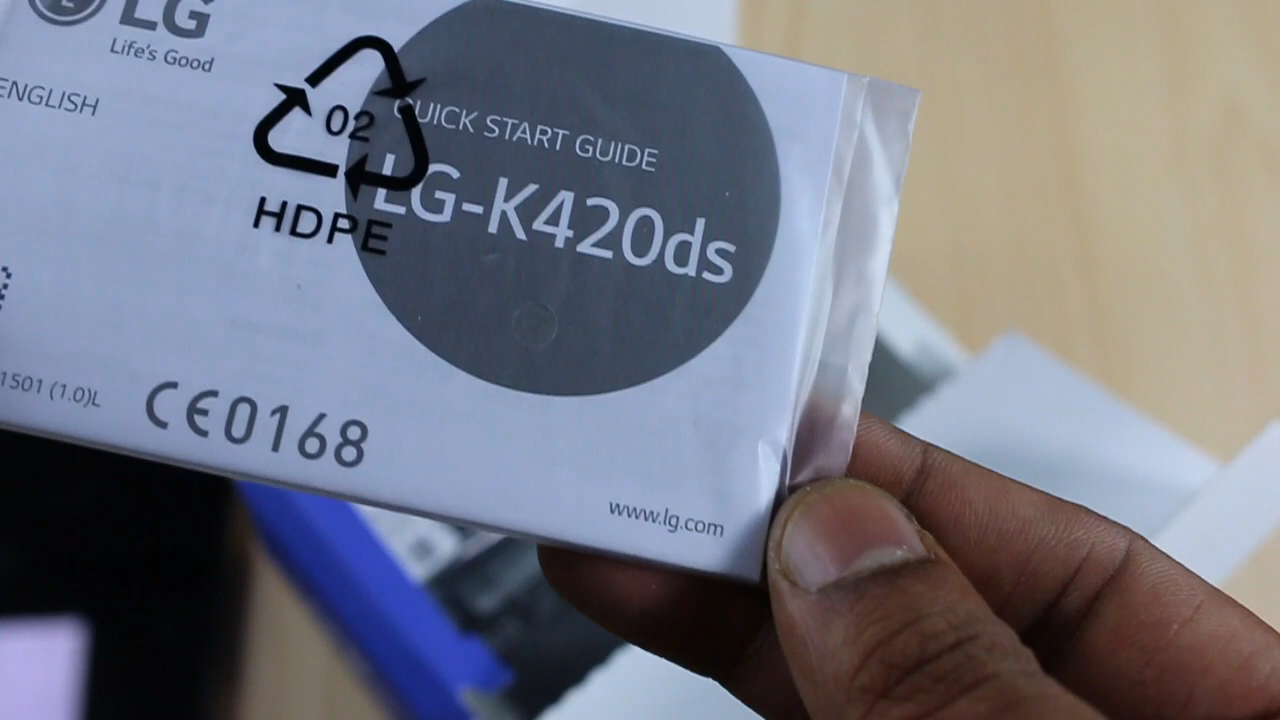 LG
Life's Good
ENGLISH
02
HDPE
QUICK START GUIDE
LG-K420ds
1501 (1.0)L
CE0168
www.lg.com